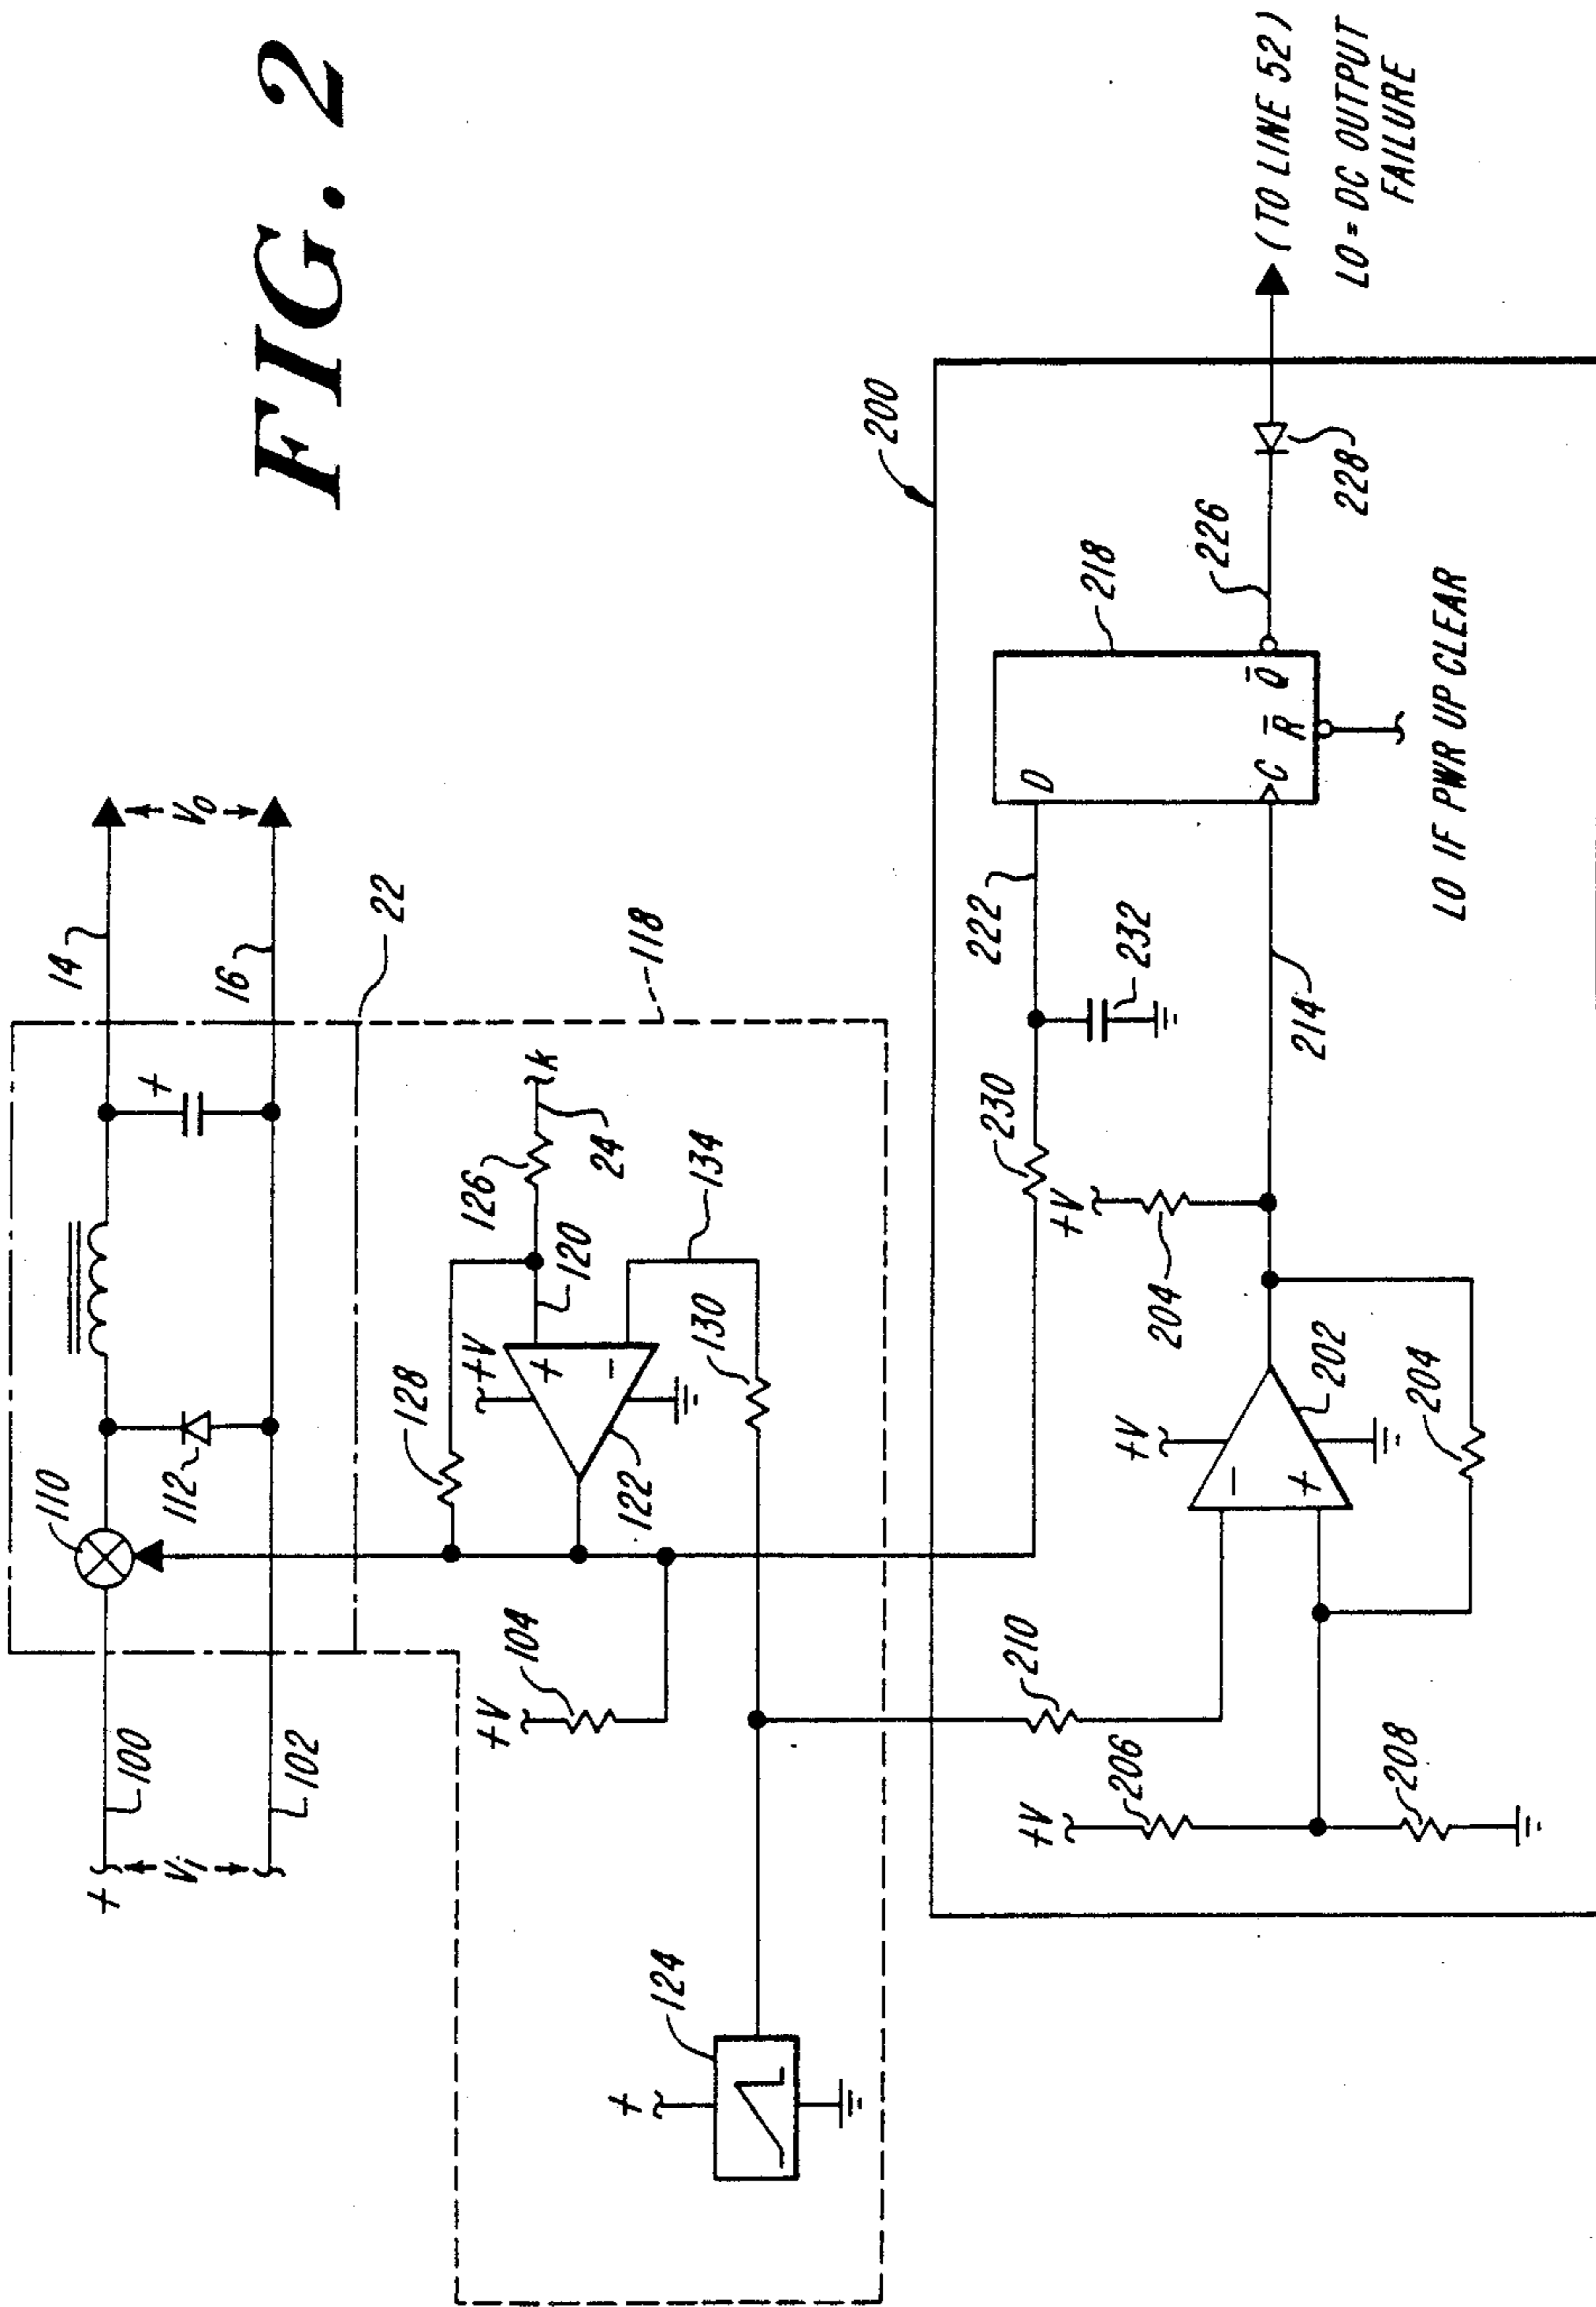 FIG. 2
+
Vi
100
102
110
112
14
16
V0
+
22
118
128
+V
+
−
126
K
24
120
122
134
130
+V
104
+
124
200
210
+V
206
208
+V
−
+
202
204
+V
204
230
232
222
214
D
C
R̄
Q̄
218
226
228
(TO LINE 52)
LO = DC OUTPUT
FAILURE
LO IF PWR UP CLEAR